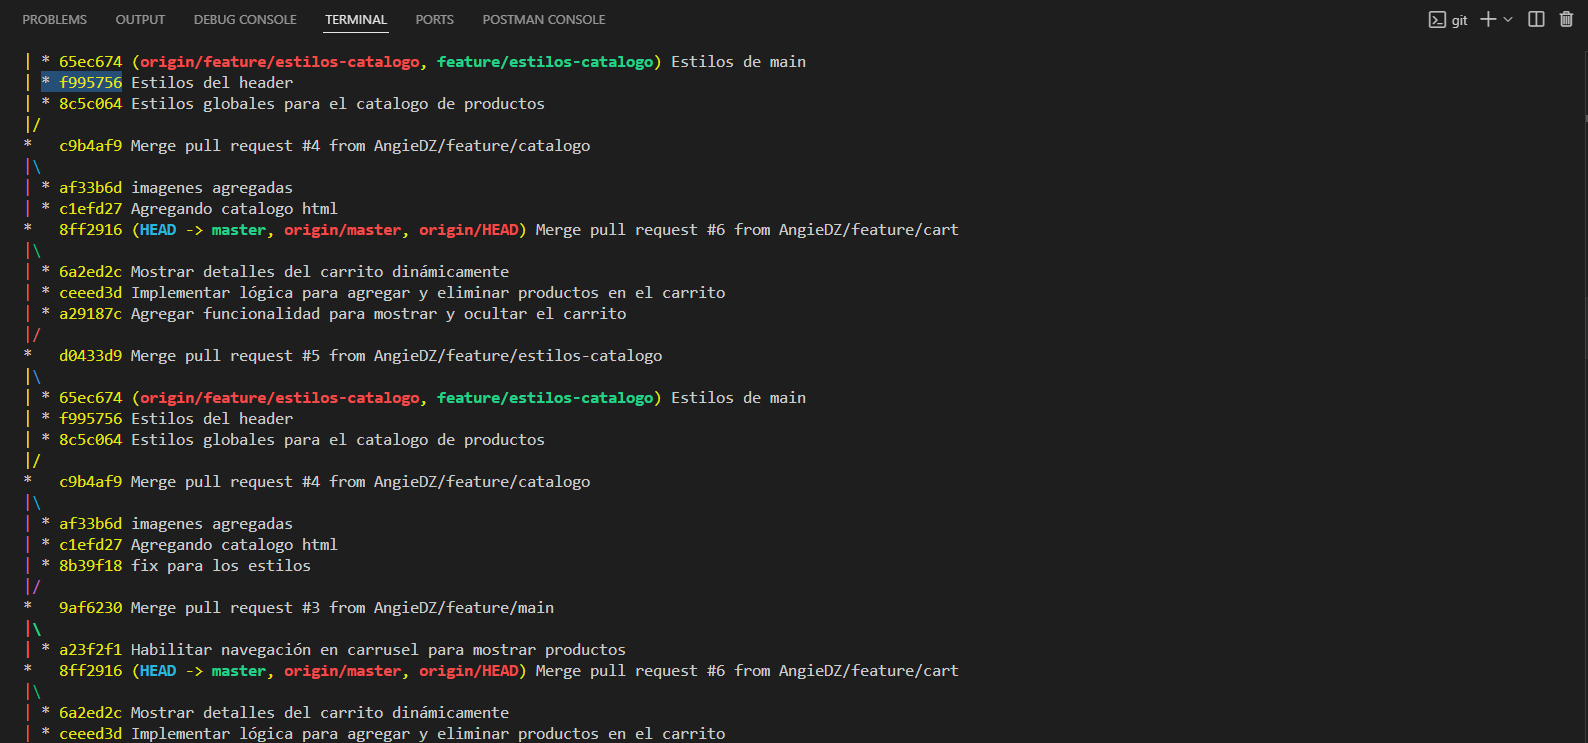 PROBLEMS OUTPUT DEBUG CONSOLE TERMINAL PORTS POSTMAN CONSOLE git
| * 65ec674 (origin/feature/estilos-catalogo, feature/estilos-catalogo) Estilos de main
| * f995756 Estilos del header
| * 8c5c064 Estilos globales para el catalogo de productos
|/
* c9b4af9 Merge pull request #4 from AngieDZ/feature/catalogo
|\
| * af33b6d imagenes agregadas
| * c1efd27 Agregando catalogo html
* 8ff2916 (HEAD -> master, origin/master, origin/HEAD) Merge pull request #6 from AngieDZ/feature/cart
|\
| * 6a2ed2c Mostrar detalles del carrito dinámicamente
| * ceeed3d Implementar lógica para agregar y eliminar productos en el carrito
| * a29187c Agregar funcionalidad para mostrar y ocultar el carrito
|/
* d0433d9 Merge pull request #5 from AngieDZ/feature/estilos-catalogo
|\
| * 65ec674 (origin/feature/estilos-catalogo, feature/estilos-catalogo) Estilos de main
| * f995756 Estilos del header
| * 8c5c064 Estilos globales para el catalogo de productos
|/
* c9b4af9 Merge pull request #4 from AngieDZ/feature/catalogo
|\
| * af33b6d imagenes agregadas
| * c1efd27 Agregando catalogo html
| * 8b39f18 fix para los estilos
|/
* 9af6230 Merge pull request #3 from AngieDZ/feature/main
|\
| * a23f2f1 Habilitar navegación en carrusel para mostrar productos
* 8ff2916 (HEAD -> master, origin/master, origin/HEAD) Merge pull request #6 from AngieDZ/feature/cart
|\
| * 6a2ed2c Mostrar detalles del carrito dinámicamente
| * ceeed3d Implementar lógica para agregar y eliminar productos en el carrito